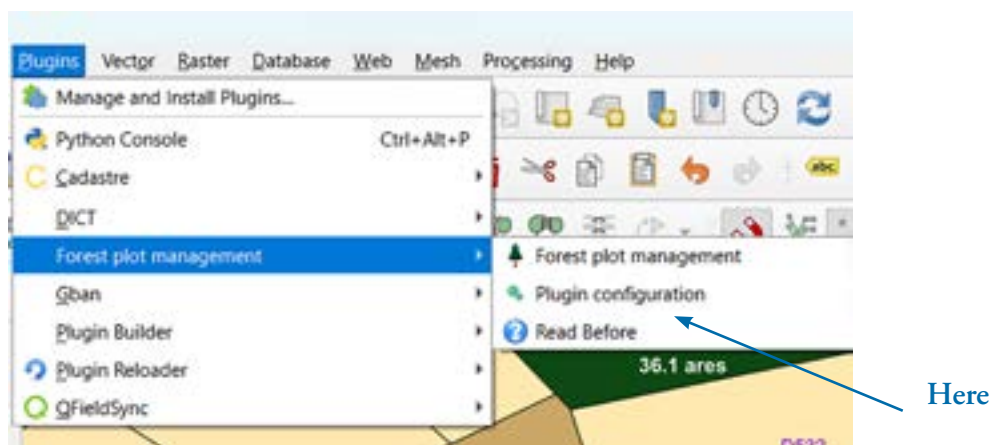 Plugins Vector Raster Database Web Mesh Processing Help
Manage and Install Plugins...
Python Console Ctrl+Alt+P
Cadastre
DICT
Forest plot management
Gban
Plugin Builder
Plugin Reloader
QFieldSync
abc
Forest plot management
Plugin configuration
Read Before
36.1 ares
Here